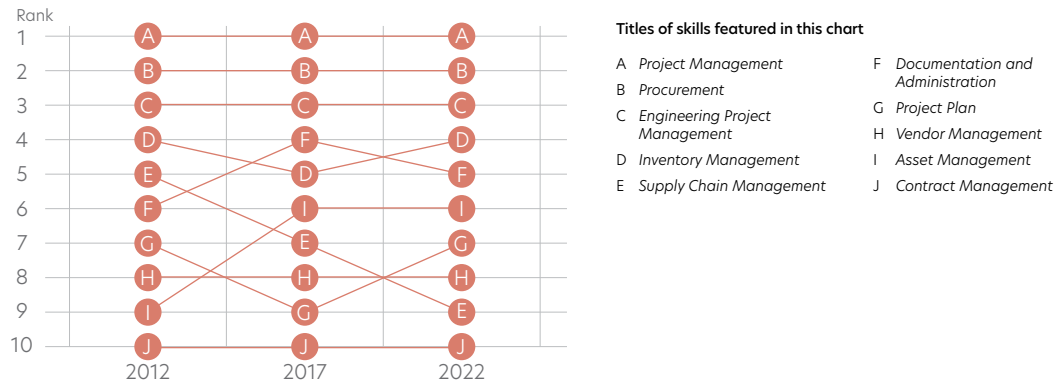 Rank
1 A A A
2 B B B
3 C C C
4 D F D
5 E D F
6 F I I
7 G E G
8 H H H
9 I G E
10 J J J
2012 2017 2022
Titles of skills featured in this chart
A Project Management
B Procurement
C Engineering Project
Management
D Inventory Management
E Supply Chain Management
F Documentation and
Administration
G Project Plan
H Vendor Management
I Asset Management
J Contract Management